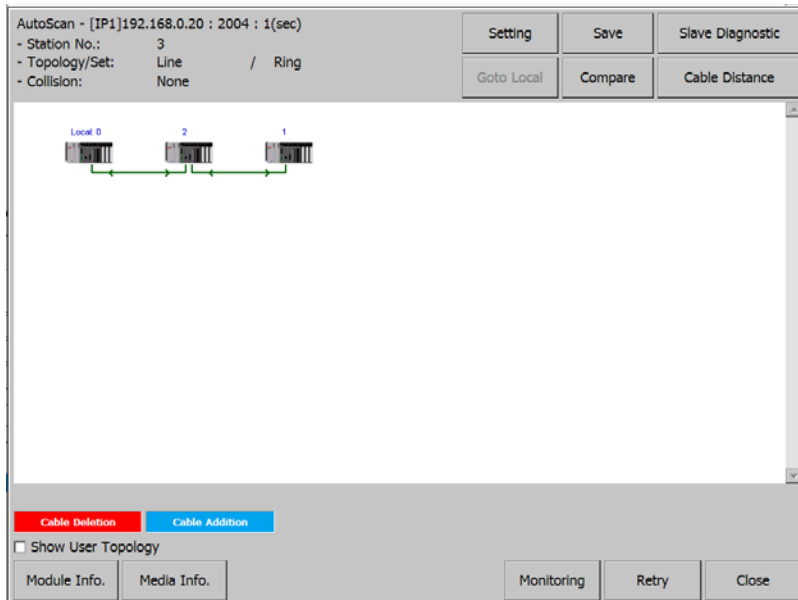 AutoScan - [IP1]192.168.0.20 : 2004 : 1(sec)
- Station No.: 3
- Topology/Set: Line / Ring
- Collision: None
Setting Save Slave Diagnostic
Goto Local Compare Cable Distance
Local: 0 2 1
Cable Deletion Cable Addition
Show User Topology
Module Info. Media Info. Monitoring Retry Close